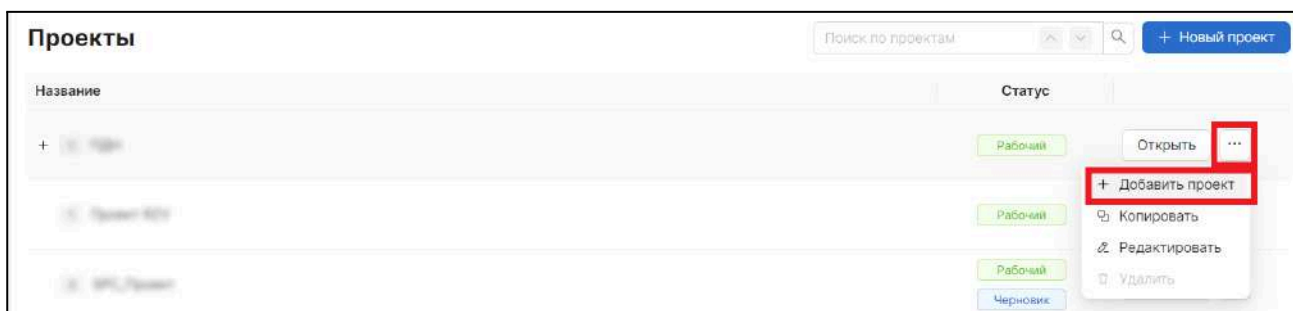 Проекты
Поиск по проектам
+ Новый проект
Название
Статус
+
Рабочий
Открыть
...
+ Добавить проект
Рабочий
Копировать
Редактировать
Рабочий
Удалить
Черновик